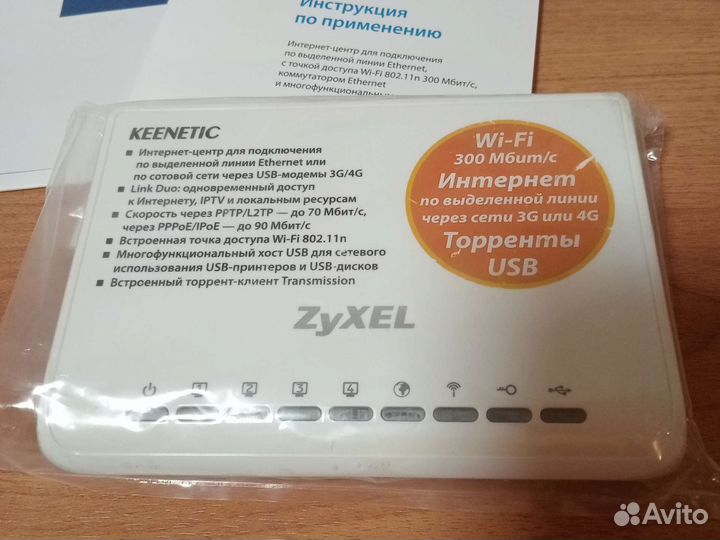 Инструкция
по применению
Интернет-центр для подключения
по выделенной линии Ethernet,
с точкой доступа Wi-Fi 802.11n 300 Мбит/с,
коммутатором Ethernet
и многофункциональным
KEENETIC
■ Интернет-центр для подключения
по выделенной линии Ethernet или
по сотовой сети через USB-модемы 3G/4G
■ Link Duo: одновременный доступ
к Интернету, IPTV и локальным ресурсам
■ Скорость через PPTP/L2TP — до 70 Мбит/с,
через PPPoE/IPoE — до 90 Мбит/с
■ Встроенная точка доступа Wi-Fi 802.11n
■ Многофункциональный хост USB для сетевого
использования USB-принтеров и USB-дисков
■ Встроенный торрент-клиент Transmission
Wi-Fi
300 Мбит/с
Интернет
по выделенной линии
через сети 3G или 4G
Торренты
USB
ZyXEL
1 2 3 4
Avito